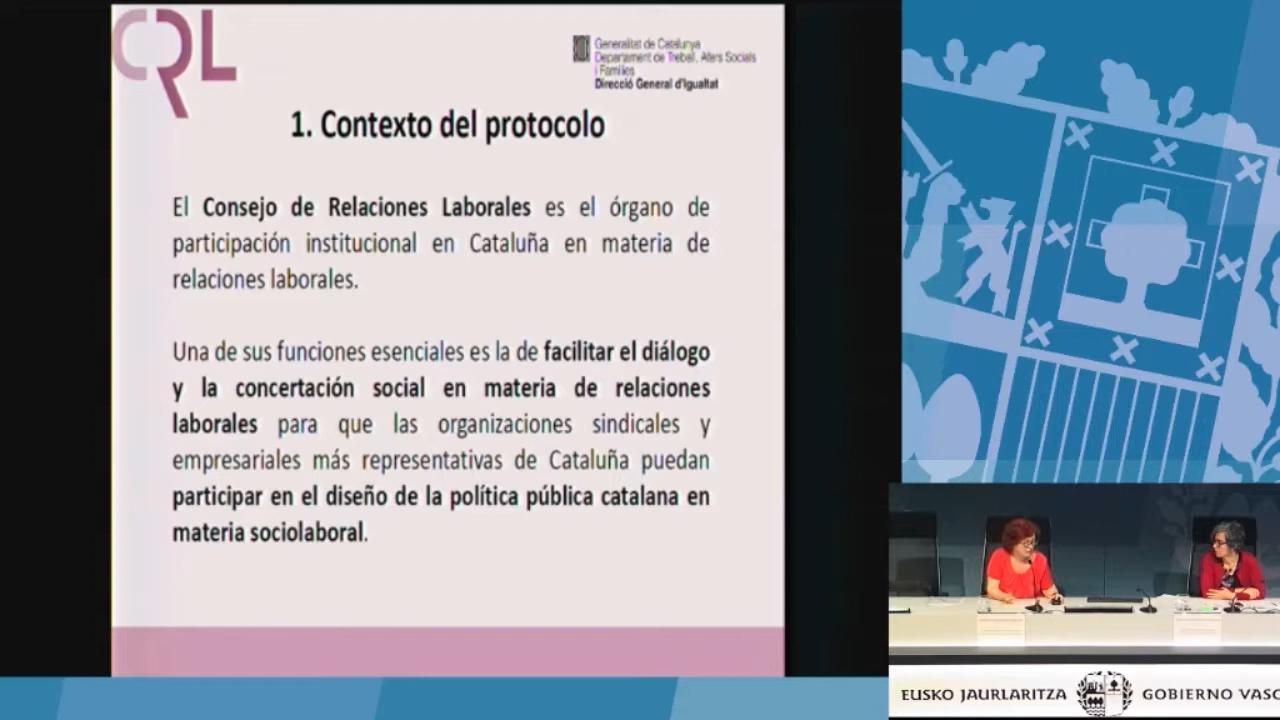 CRL
Generalitat de Catalunya
Departament de Treball, Afers Socials
i Famílies
Direcció General d'Igualtat
1. Contexto del protocolo
El Consejo de Relaciones Laborales es el órgano de
participación institucional en Cataluña en materia de
relaciones laborales.
Una de sus funciones esenciales es la de facilitar el diálogo
y la concertación social en materia de relaciones
laborales para que las organizaciones sindicales y
empresariales más representativas de Cataluña puedan
participar en el diseño de la política pública catalana en
materia sociolaboral.
EUSKO JAURLARITZA
GOBIERNO VASC